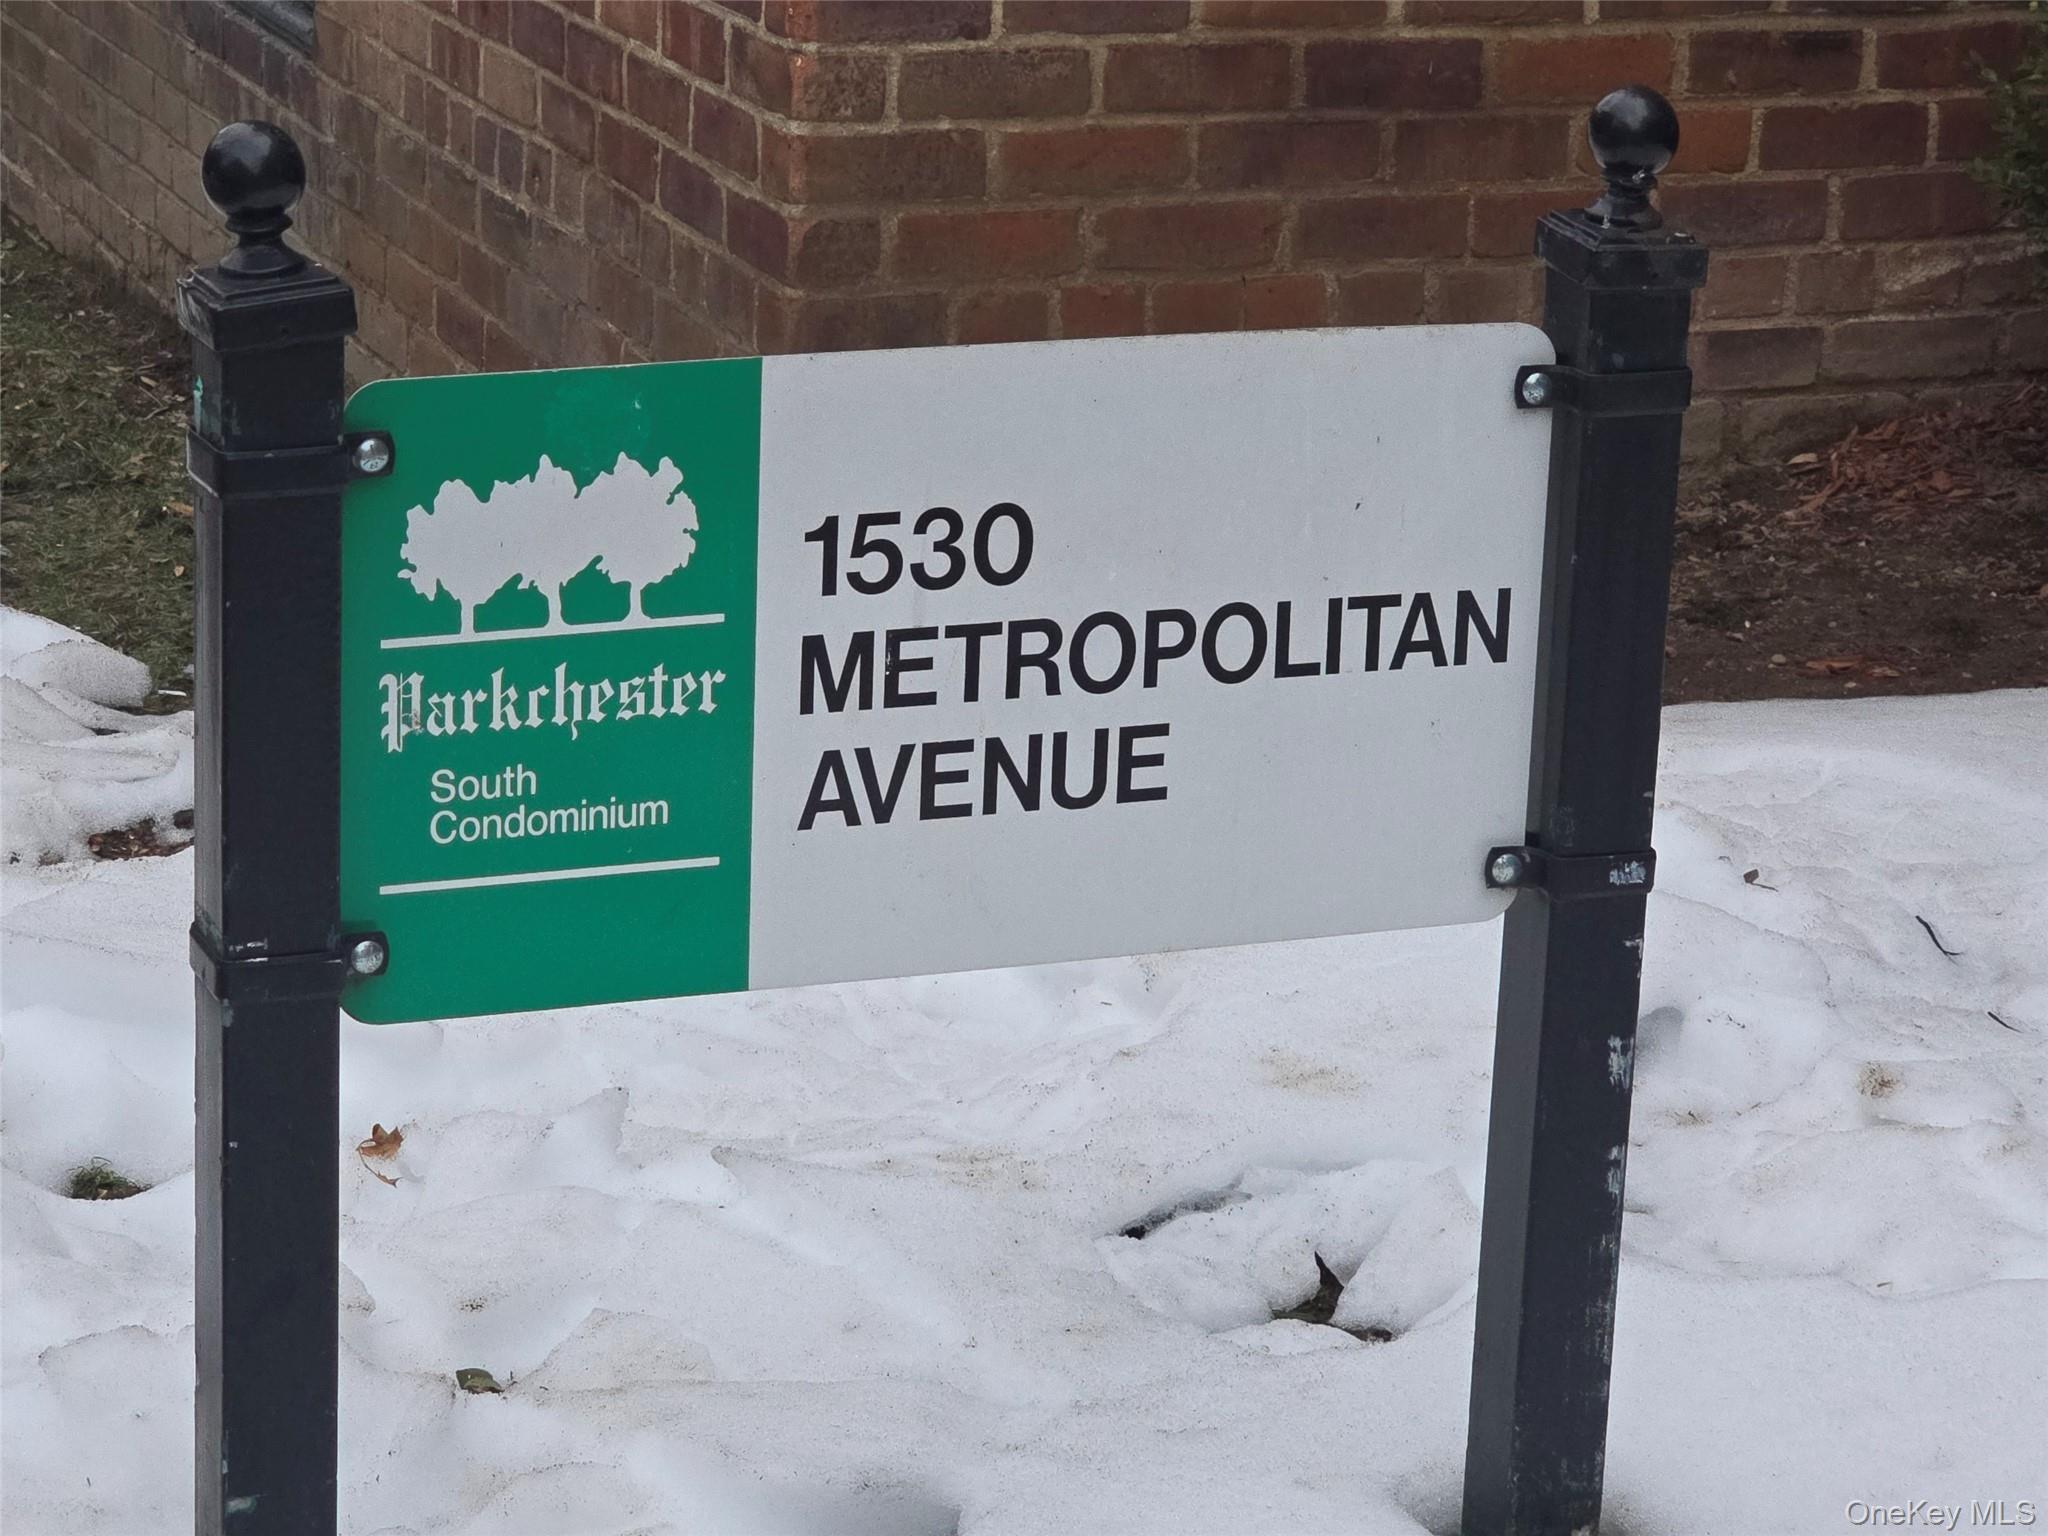 Parkchester
South
Condominium
1530
METROPOLITAN
AVENUE
OneKey MLS